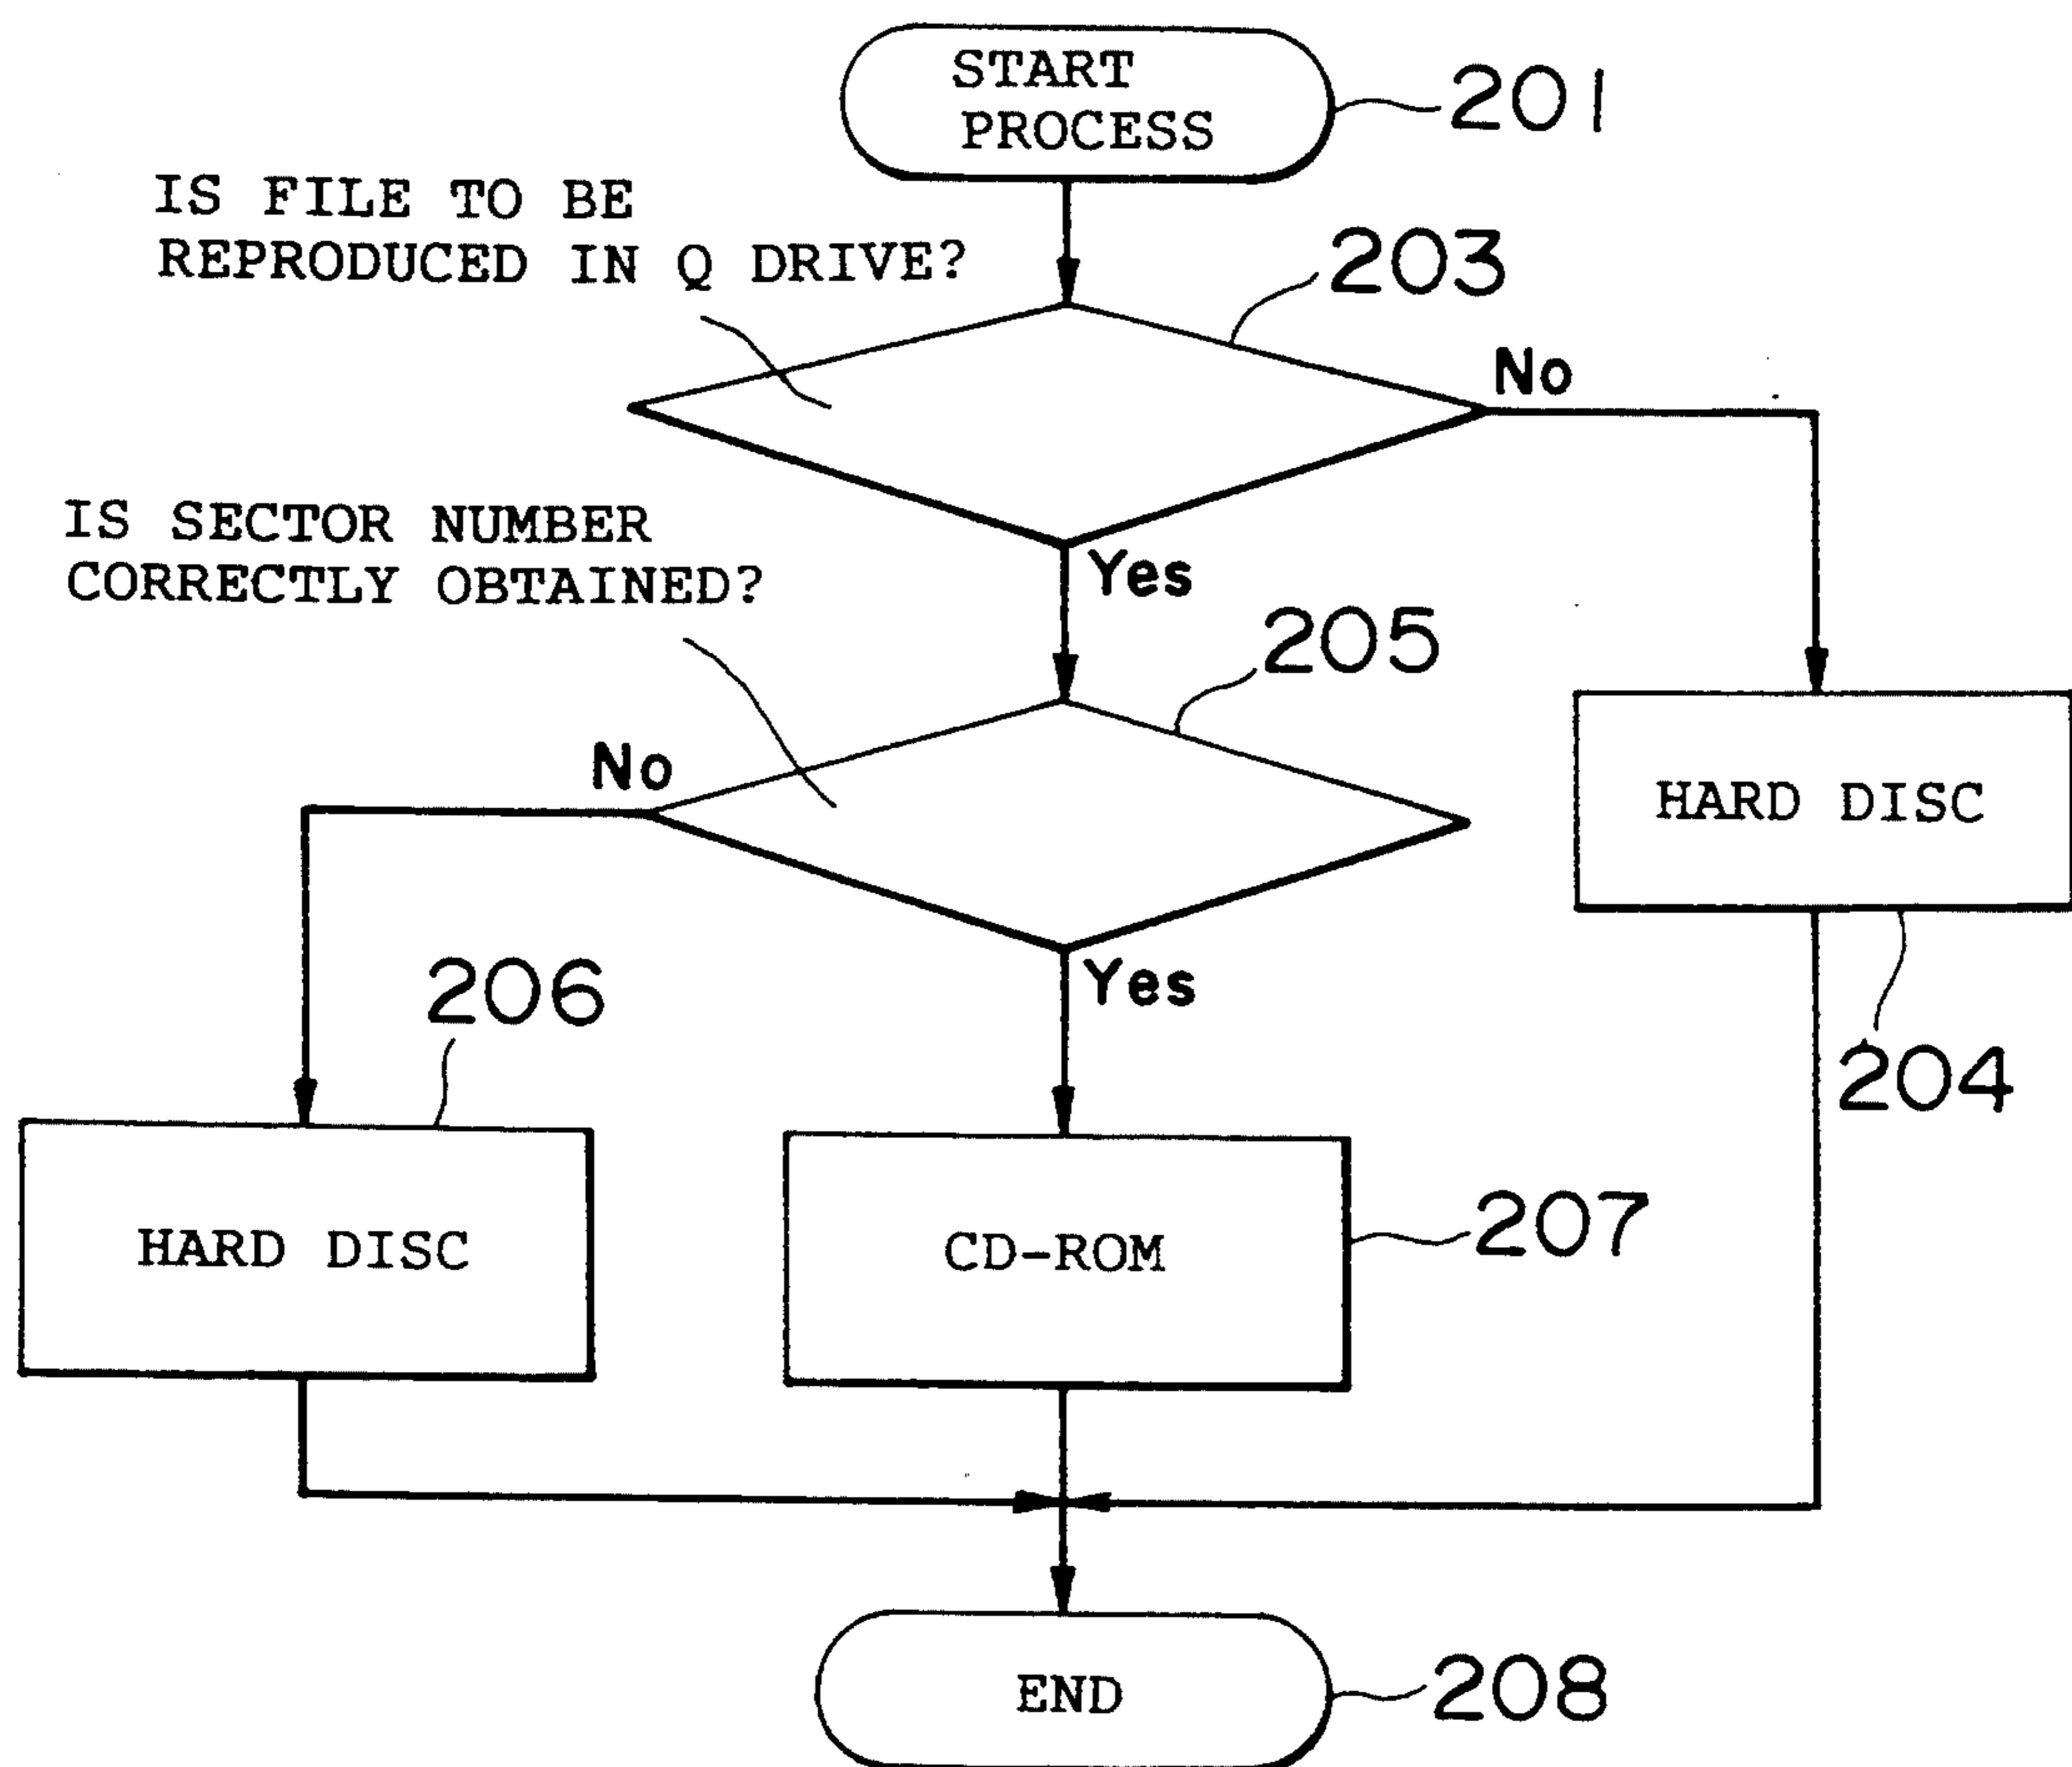 START
PROCESS
201
IS FILE TO BE
REPRODUCED IN Q DRIVE?
203
No
Yes
IS SECTOR NUMBER
CORRECTLY OBTAINED?
205
No
HARD DISC
204
Yes
206
HARD DISC
CD-ROM
207
END
208